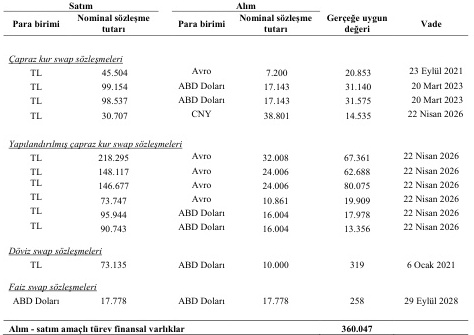 Satım Alım
Nominal sözleşme Nominal sözleşme Gerçeğe uygun
Para birimi tutarı Para birimi tutarı değeri Vade
Çapraz kur swap sözleşmeleri
TL 45.504 Avro 7.200 20.853 23 Eylül 2021
TL 99.154 ABD Doları 17.143 31.140 20 Mart 2023
TL 98.537 ABD Doları 17.143 31.575 20 Mart 2023
TL 30.707 CNY 38.801 14.535 22 Nisan 2026
Yapılandırılmış çapraz kur swap sözleşmeleri
TL 218.295 Avro 32.008 67.361 22 Nisan 2026
TL 148.117 Avro 24.006 62.688 22 Nisan 2026
TL 146.677 Avro 24.006 80.075 22 Nisan 2026
TL 73.747 Avro 10.861 19.909 22 Nisan 2026
TL 95.944 ABD Doları 16.004 17.978 22 Nisan 2026
TL 90.743 ABD Doları 16.004 13.356 22 Nisan 2026
Döviz swap sözleşmeleri
TL 73.135 ABD Doları 10.000 319 6 Ocak 2021
Faiz swap sözleşmeleri
ABD Doları 17.778 ABD Doları 17.778 258 29 Eylül 2028
Alım - satım amaçlı türev finansal varlıklar 360.047